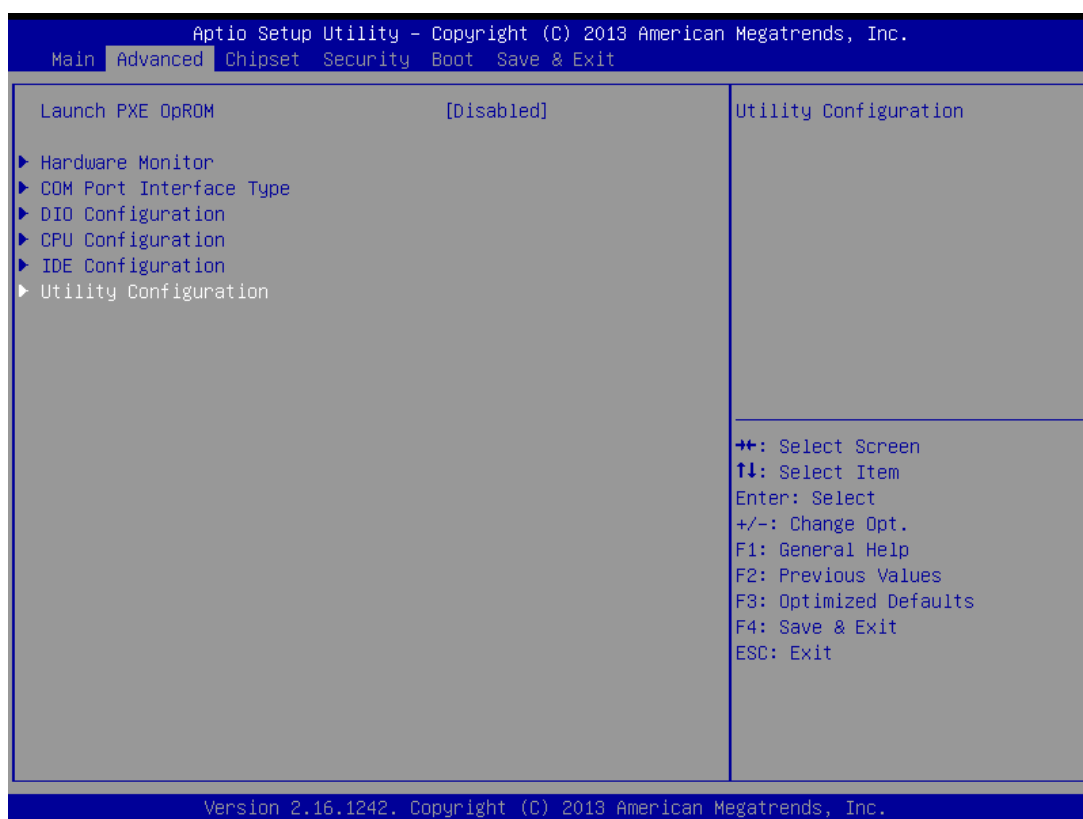 Aptio Setup Utility – Copyright (C) 2013 American Megatrends, Inc.
Main Advanced Chipset Security Boot Save & Exit
Launch PXE OpROM [Disabled]
Hardware Monitor
COM Port Interface Type
DIO Configuration
CPU Configuration
IDE Configuration
Utility Configuration
Utility Configuration
→←: Select Screen
↑↓: Select Item
Enter: Select
+/-: Change Opt.
F1: General Help
F2: Previous Values
F3: Optimized Defaults
F4: Save & Exit
ESC: Exit
Version 2.16.1242. Copyright (C) 2013 American Megatrends, Inc.